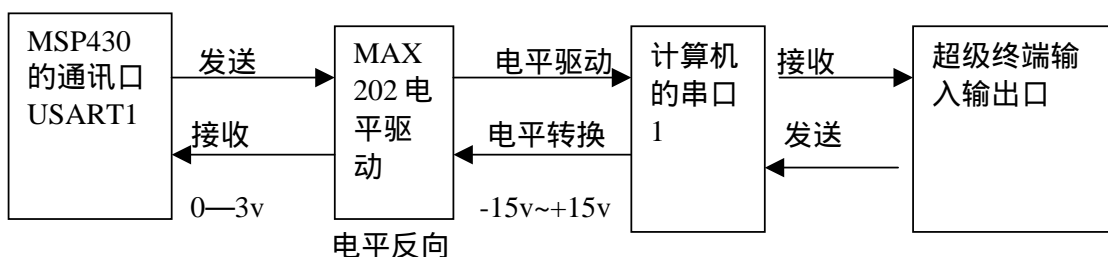 MSP430
的通讯口
USART1
发送
接收
0—3v
MAX
202 电
平驱
动
电平反向
电平驱动
电平转换
-15v~+15v
计算机
的串口
1
接收
发送
超级终端输
入输出口